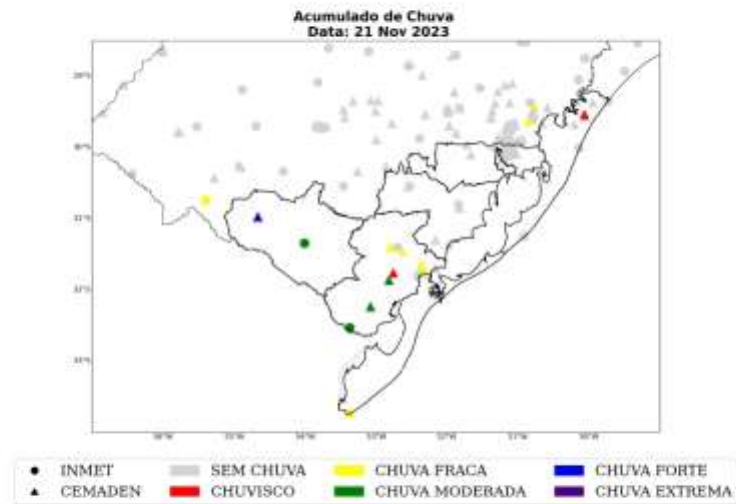 Acumulado de Chuva
Data: 21 Nov 2023
INMET
SEM CHUVA
CHUVA FRACA
CHUVA FORTE
CEMADEN
CHUVISCO
CHUVA MODERADA
CHUVA EXTREMA